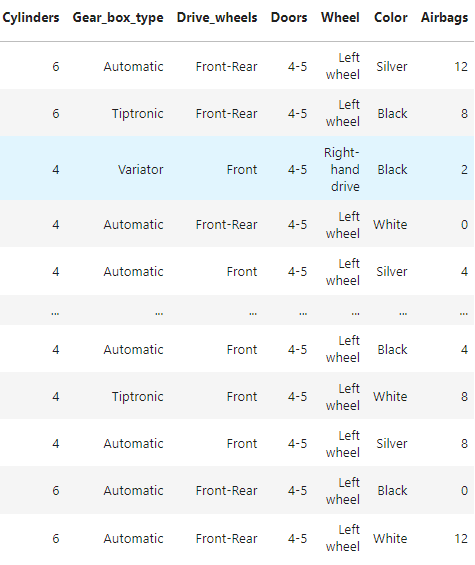 Cylinders Gear_box_type Drive_wheels Doors Wheel Color Airbags
6 Automatic Front-Rear 4-5 Left wheel Silver 12
6 Tiptronic Front-Rear 4-5 Left wheel Black 8
4 Variator Front 4-5 Right-hand drive Black 2
4 Automatic Front-Rear 4-5 Left wheel White 0
4 Automatic Front 4-5 Left wheel Silver 4
... ... ... ... ... ... ...
4 Automatic Front 4-5 Left wheel Black 4
4 Tiptronic Front 4-5 Left wheel White 8
4 Automatic Front 4-5 Left wheel Silver 8
6 Automatic Front-Rear 4-5 Left wheel Black 0
6 Automatic Front-Rear 4-5 Left wheel White 12